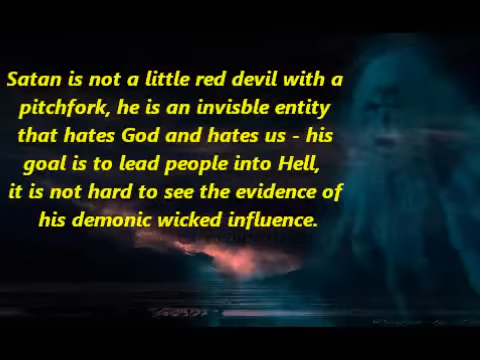 Satan is not a little red devil with a
pitchfork, he is an invisble entity
that hates God and hates us - his
goal is to lead people into Hell,
it is not hard to see the evidence of
his demonic wicked influence.